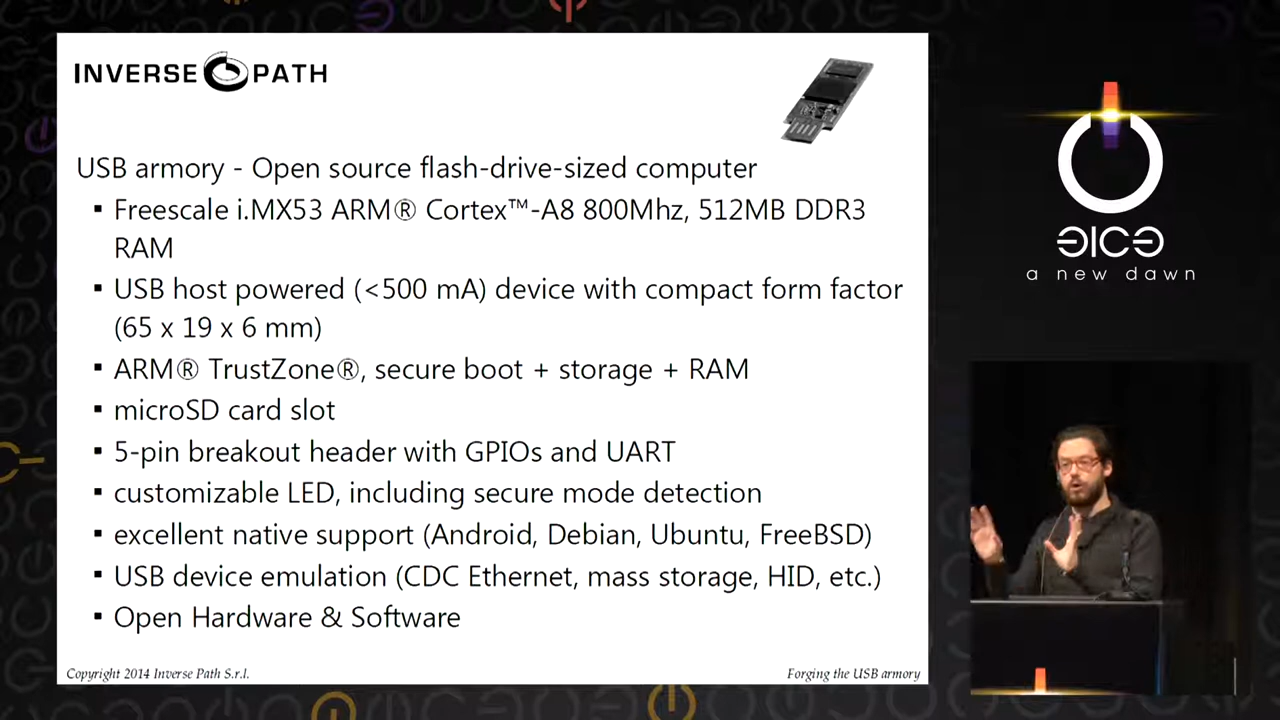 INVERSE PATH
USB armory - Open source flash-drive-sized computer
▪ Freescale i.MX53 ARM® Cortex™-A8 800Mhz, 512MB DDR3
RAM
▪ USB host powered (<500 mA) device with compact form factor
(65 x 19 x 6 mm)
▪ ARM® TrustZone®, secure boot + storage + RAM
▪ microSD card slot
▪ 5-pin breakout header with GPIOs and UART
▪ customizable LED, including secure mode detection
▪ excellent native support (Android, Debian, Ubuntu, FreeBSD)
▪ USB device emulation (CDC Ethernet, mass storage, HID, etc.)
▪ Open Hardware & Software
Copyright 2014 Inverse Path S.r.l.
Forging the USB armory
a new dawn